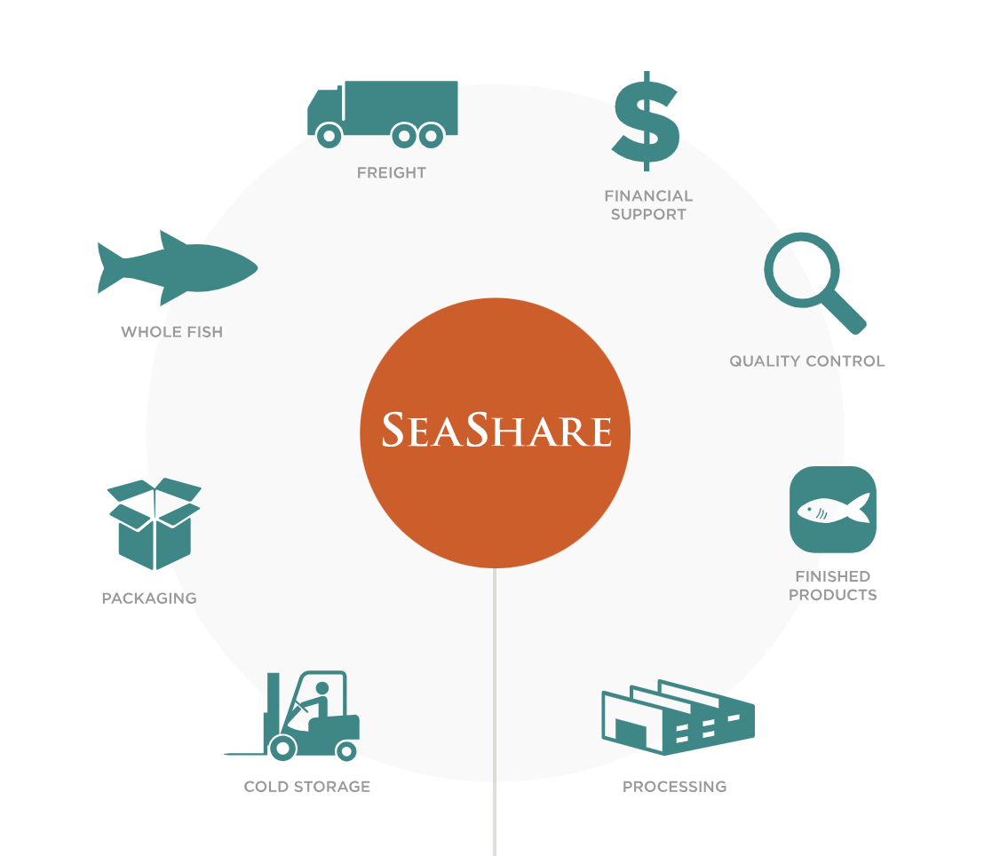 FREIGHT
FINANCIAL
SUPPORT
WHOLE FISH
QUALITY CONTROL
SEASHARE
FINISHED
PRODUCTS
PACKAGING
COLD STORAGE
PROCESSING